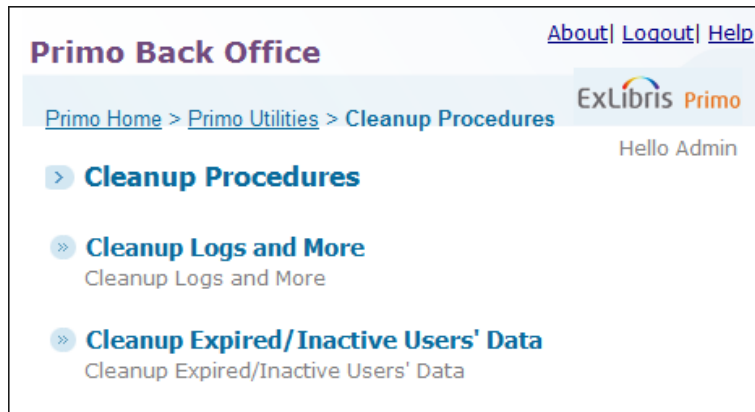 About| Logout| Help
Primo Back Office
ExLibris Primo
Primo Home > Primo Utilities > Cleanup Procedures
Hello Admin
> Cleanup Procedures
» Cleanup Logs and More
Cleanup Logs and More
» Cleanup Expired/Inactive Users' Data
Cleanup Expired/Inactive Users' Data